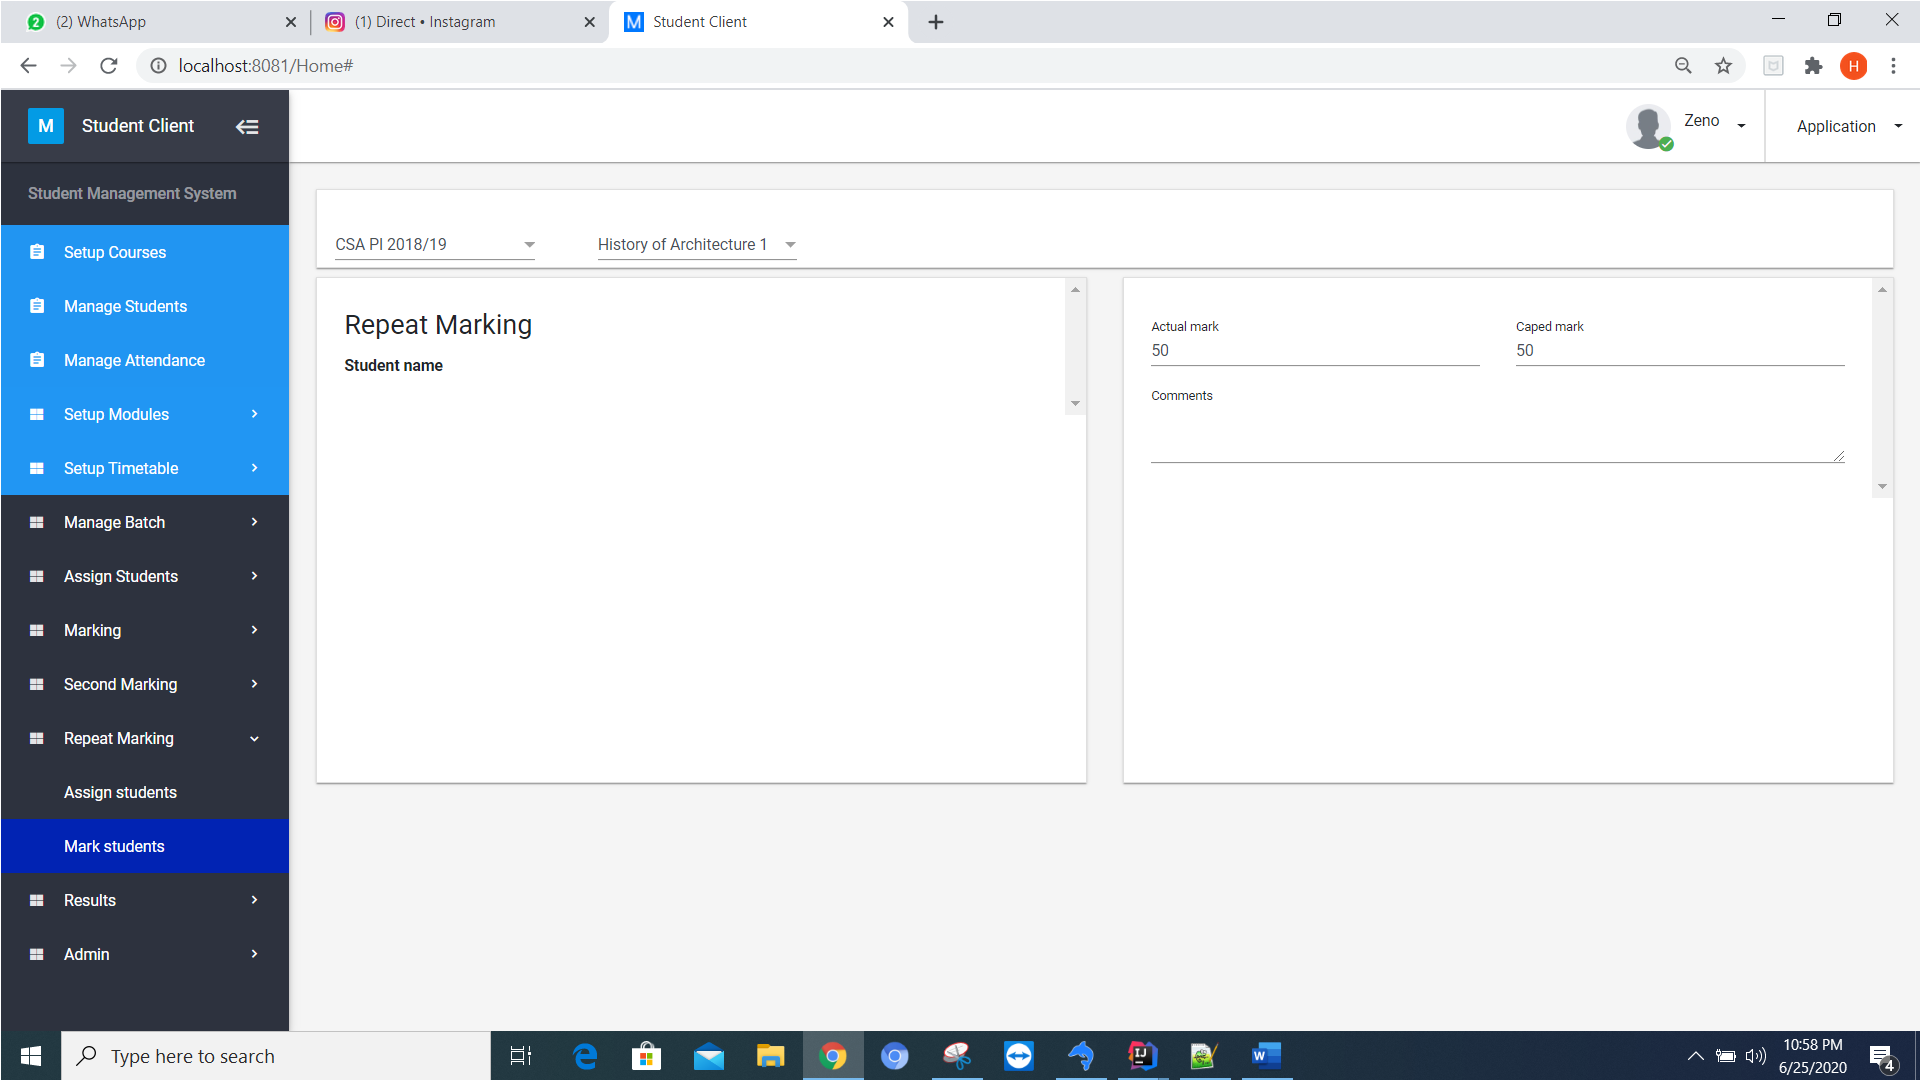 (2) WhatsApp
(1) Direct • Instagram
Student Client
localhost:8081/Home#
H
M
Student Client
Zeno
Application
Student Management System
Setup Courses
Manage Students
Manage Attendance
Setup Modules
Setup Timetable
Manage Batch
Assign Students
Marking
Second Marking
Repeat Marking
Assign students
Mark students
Results
Admin
CSA PI 2018/19
History of Architecture 1
Repeat Marking
Student name
Actual mark
50
Caped mark
50
Comments
Type here to search
10:58 PM
6/25/2020
4